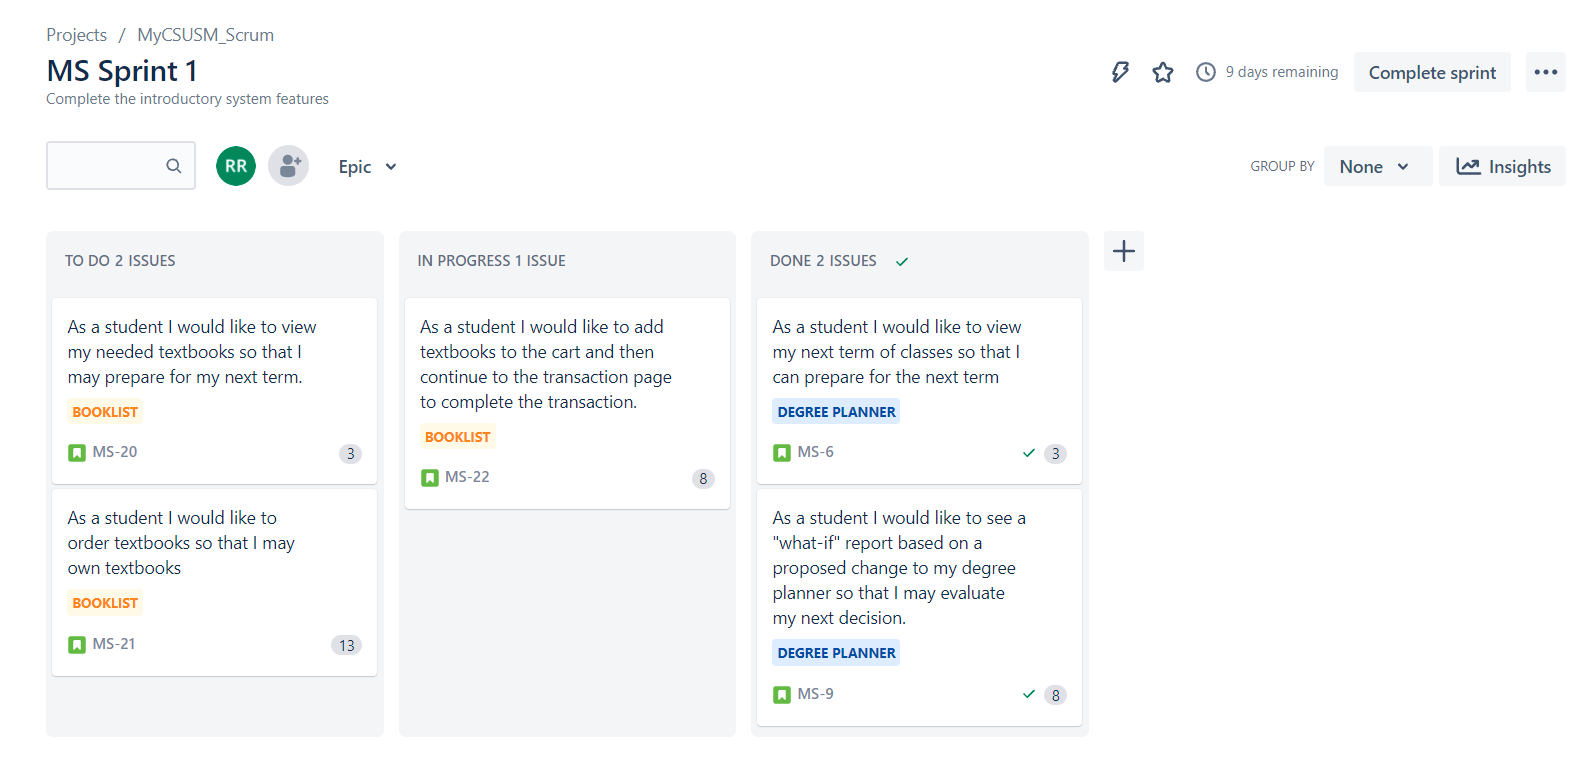 Projects / MyCSUSM_Scrum
MS Sprint 1
9 days remaining
Complete sprint
Complete the introductory system features
RR
Epic
GROUP BY
None
Insights
TO DO 2 ISSUES
As a student I would like to view
my needed textbooks so that I
may prepare for my next term.
BOOKLIST
MS-20
3
As a student I would like to
order textbooks so that I may
own textbooks
BOOKLIST
MS-21
13
IN PROGRESS 1 ISSUE
As a student I would like to add
textbooks to the cart and then
continue to the transaction page
to complete the transaction.
BOOKLIST
MS-22
8
DONE 2 ISSUES
As a student I would like to view
my next term of classes so that I
can prepare for the next term
DEGREE PLANNER
MS-6
3
As a student I would like to see a
"what-if" report based on a
proposed change to my degree
planner so that I may evaluate
my next decision.
DEGREE PLANNER
MS-9
8